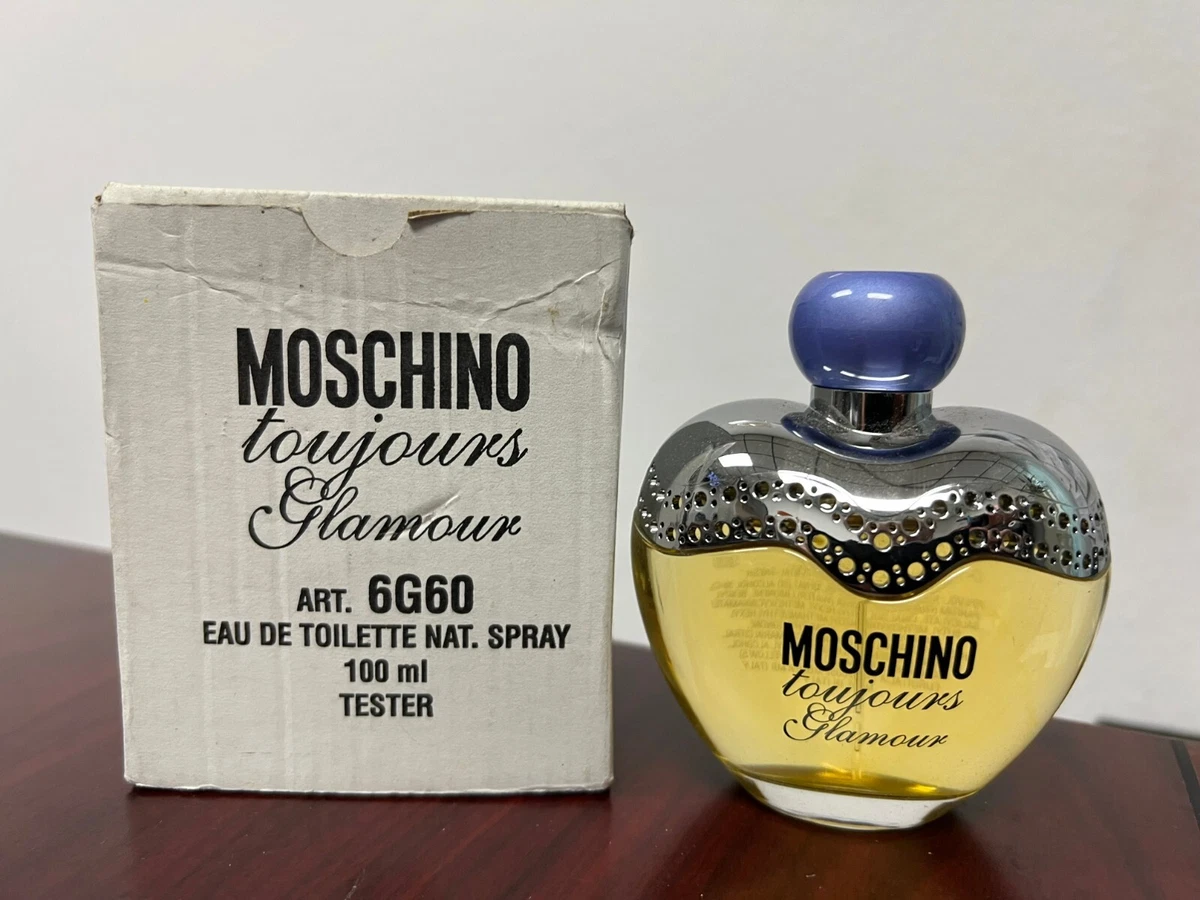 MOSCHINO
toujours
Glamour
ART. 6G60
EAU DE TOILETTE NAT. SPRAY
100 ml
TESTER
MOSCHINO
toujours
Glamour